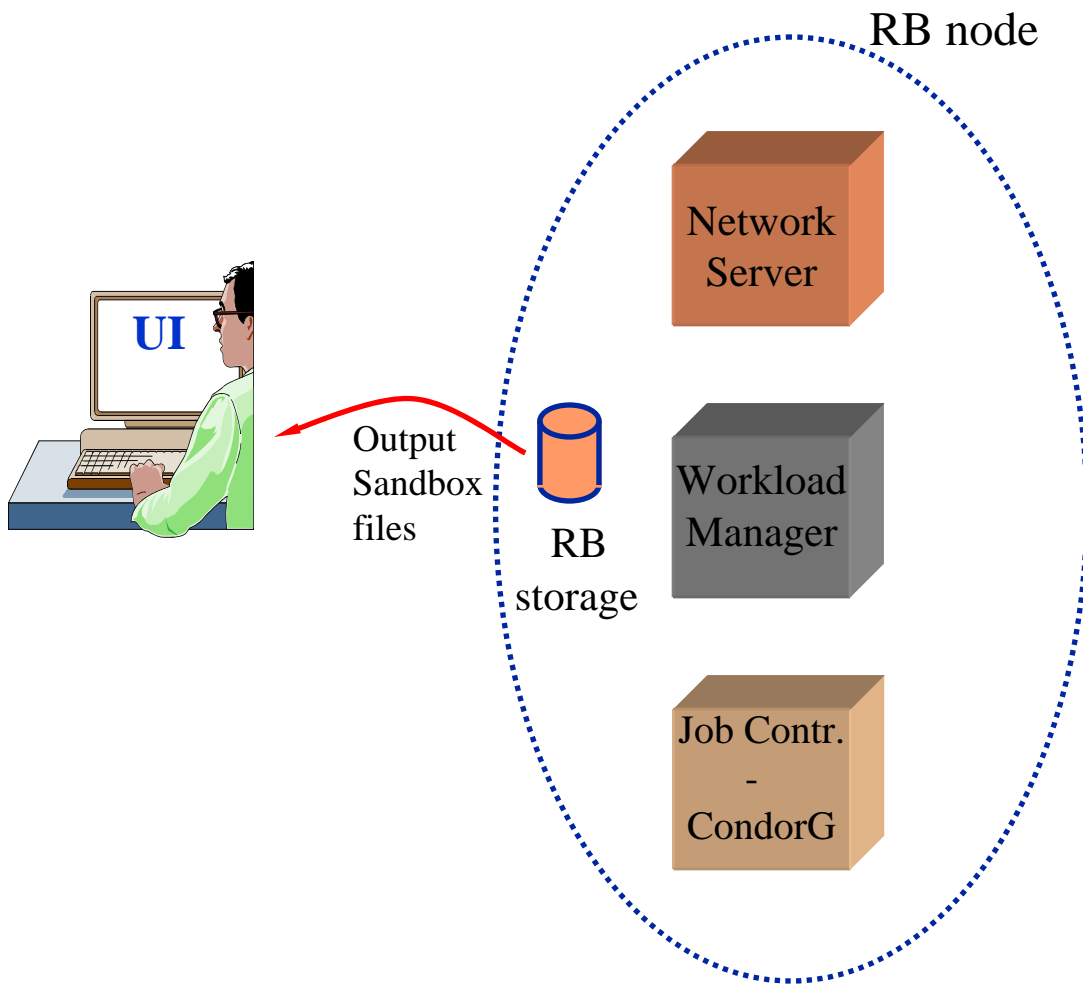 RB node
Network
Server
UI
Output
Sandbox
files
Workload
Manager
RB
storage
Job Contr.
-
CondorG